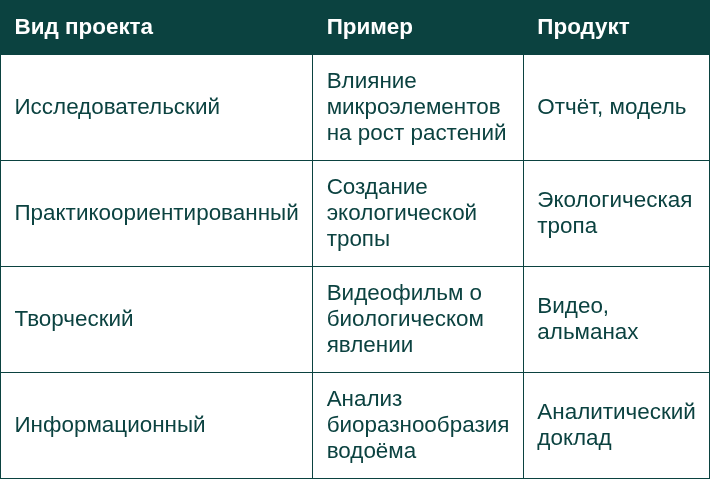 Вид проекта
Пример
Продукт
Исследовательский
Влияние
микроэлементов
на рост растений
Отчёт, модель
Практикоориентированный
Создание
экологической
тропы
Экологическая
тропа
Творческий
Видеофильм о
биологическом
явлении
Видео,
альманах
Информационный
Анализ
биоразнообразия
водоёма
Аналитический
доклад